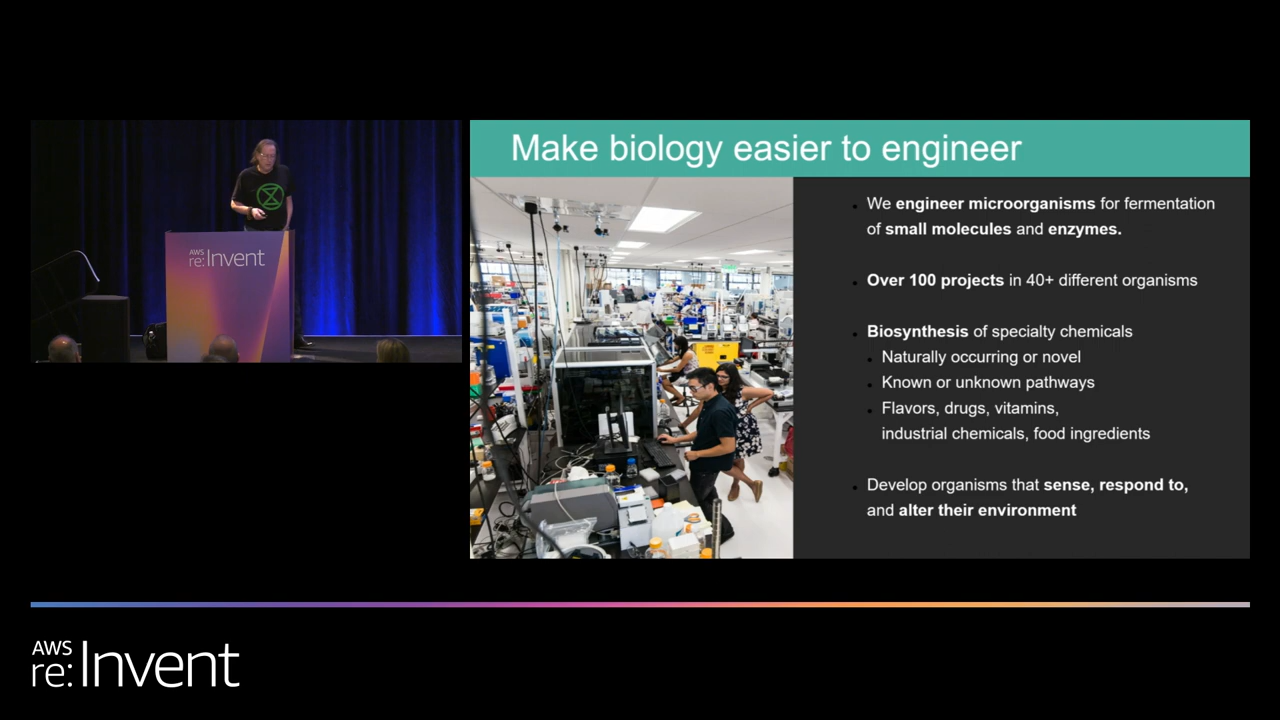 AWS
re:Invent
Make biology easier to engineer
We engineer microorganisms for fermentation
of small molecules and enzymes.
Over 100 projects in 40+ different organisms
Biosynthesis of specialty chemicals
Naturally occurring or novel
Known or unknown pathways
Flavors, drugs, vitamins,
industrial chemicals, food ingredients
Develop organisms that sense, respond to,
and alter their environment
AWS
re:Invent